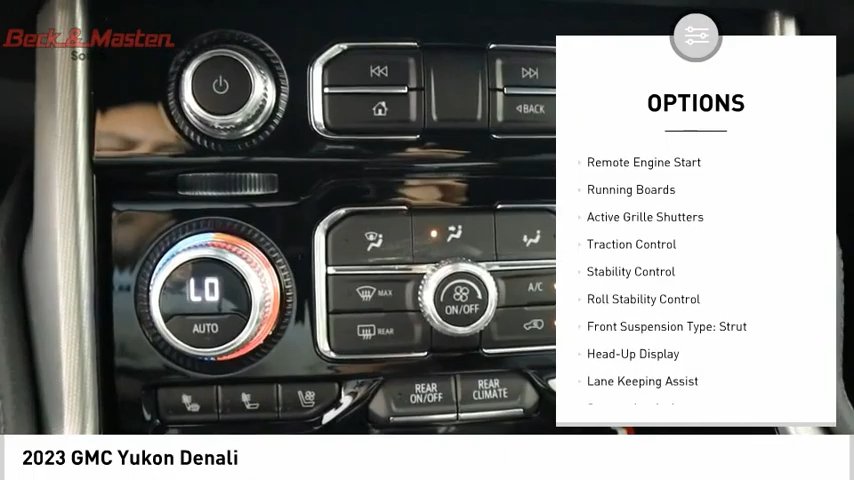 Beck & Masten
OPTIONS
Remote Engine Start
Running Boards
Active Grille Shutters
Traction Control
Stability Control
Roll Stability Control
Front Suspension Type: Strut
Head-Up Display
Lane Keeping Assist
BACK
LO
AUTO
MAX
A/C
ON/OFF
REAR
REAR ON/OFF
REAR CLIMATE
2023 GMC Yukon Denali